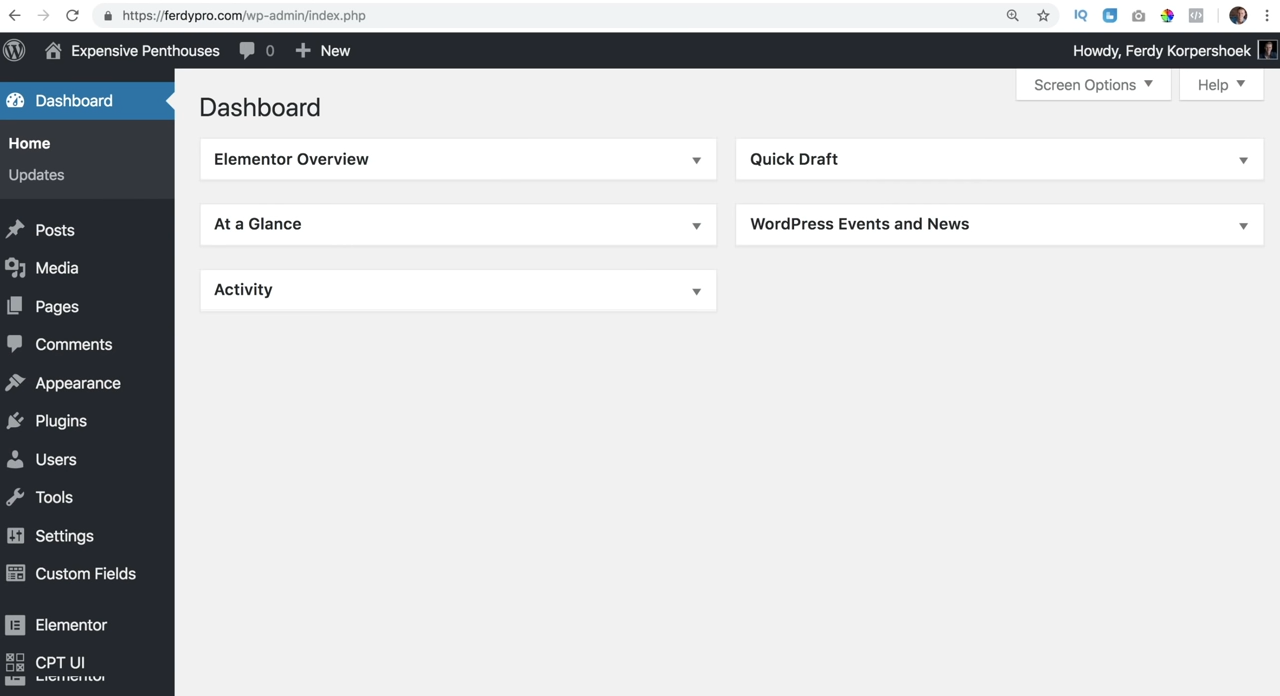 https://ferdypro.com/wp-admin/index.php
IQ
Expensive Penthouses
0
New
Howdy, Ferdy Korpershoek
Dashboard
Home
Updates
Posts
Media
Pages
Comments
Appearance
Plugins
Users
Tools
Settings
Custom Fields
Elementor
CPT UI
Elementor
Screen Options
Help
Dashboard
Elementor Overview
Quick Draft
At a Glance
WordPress Events and News
Activity